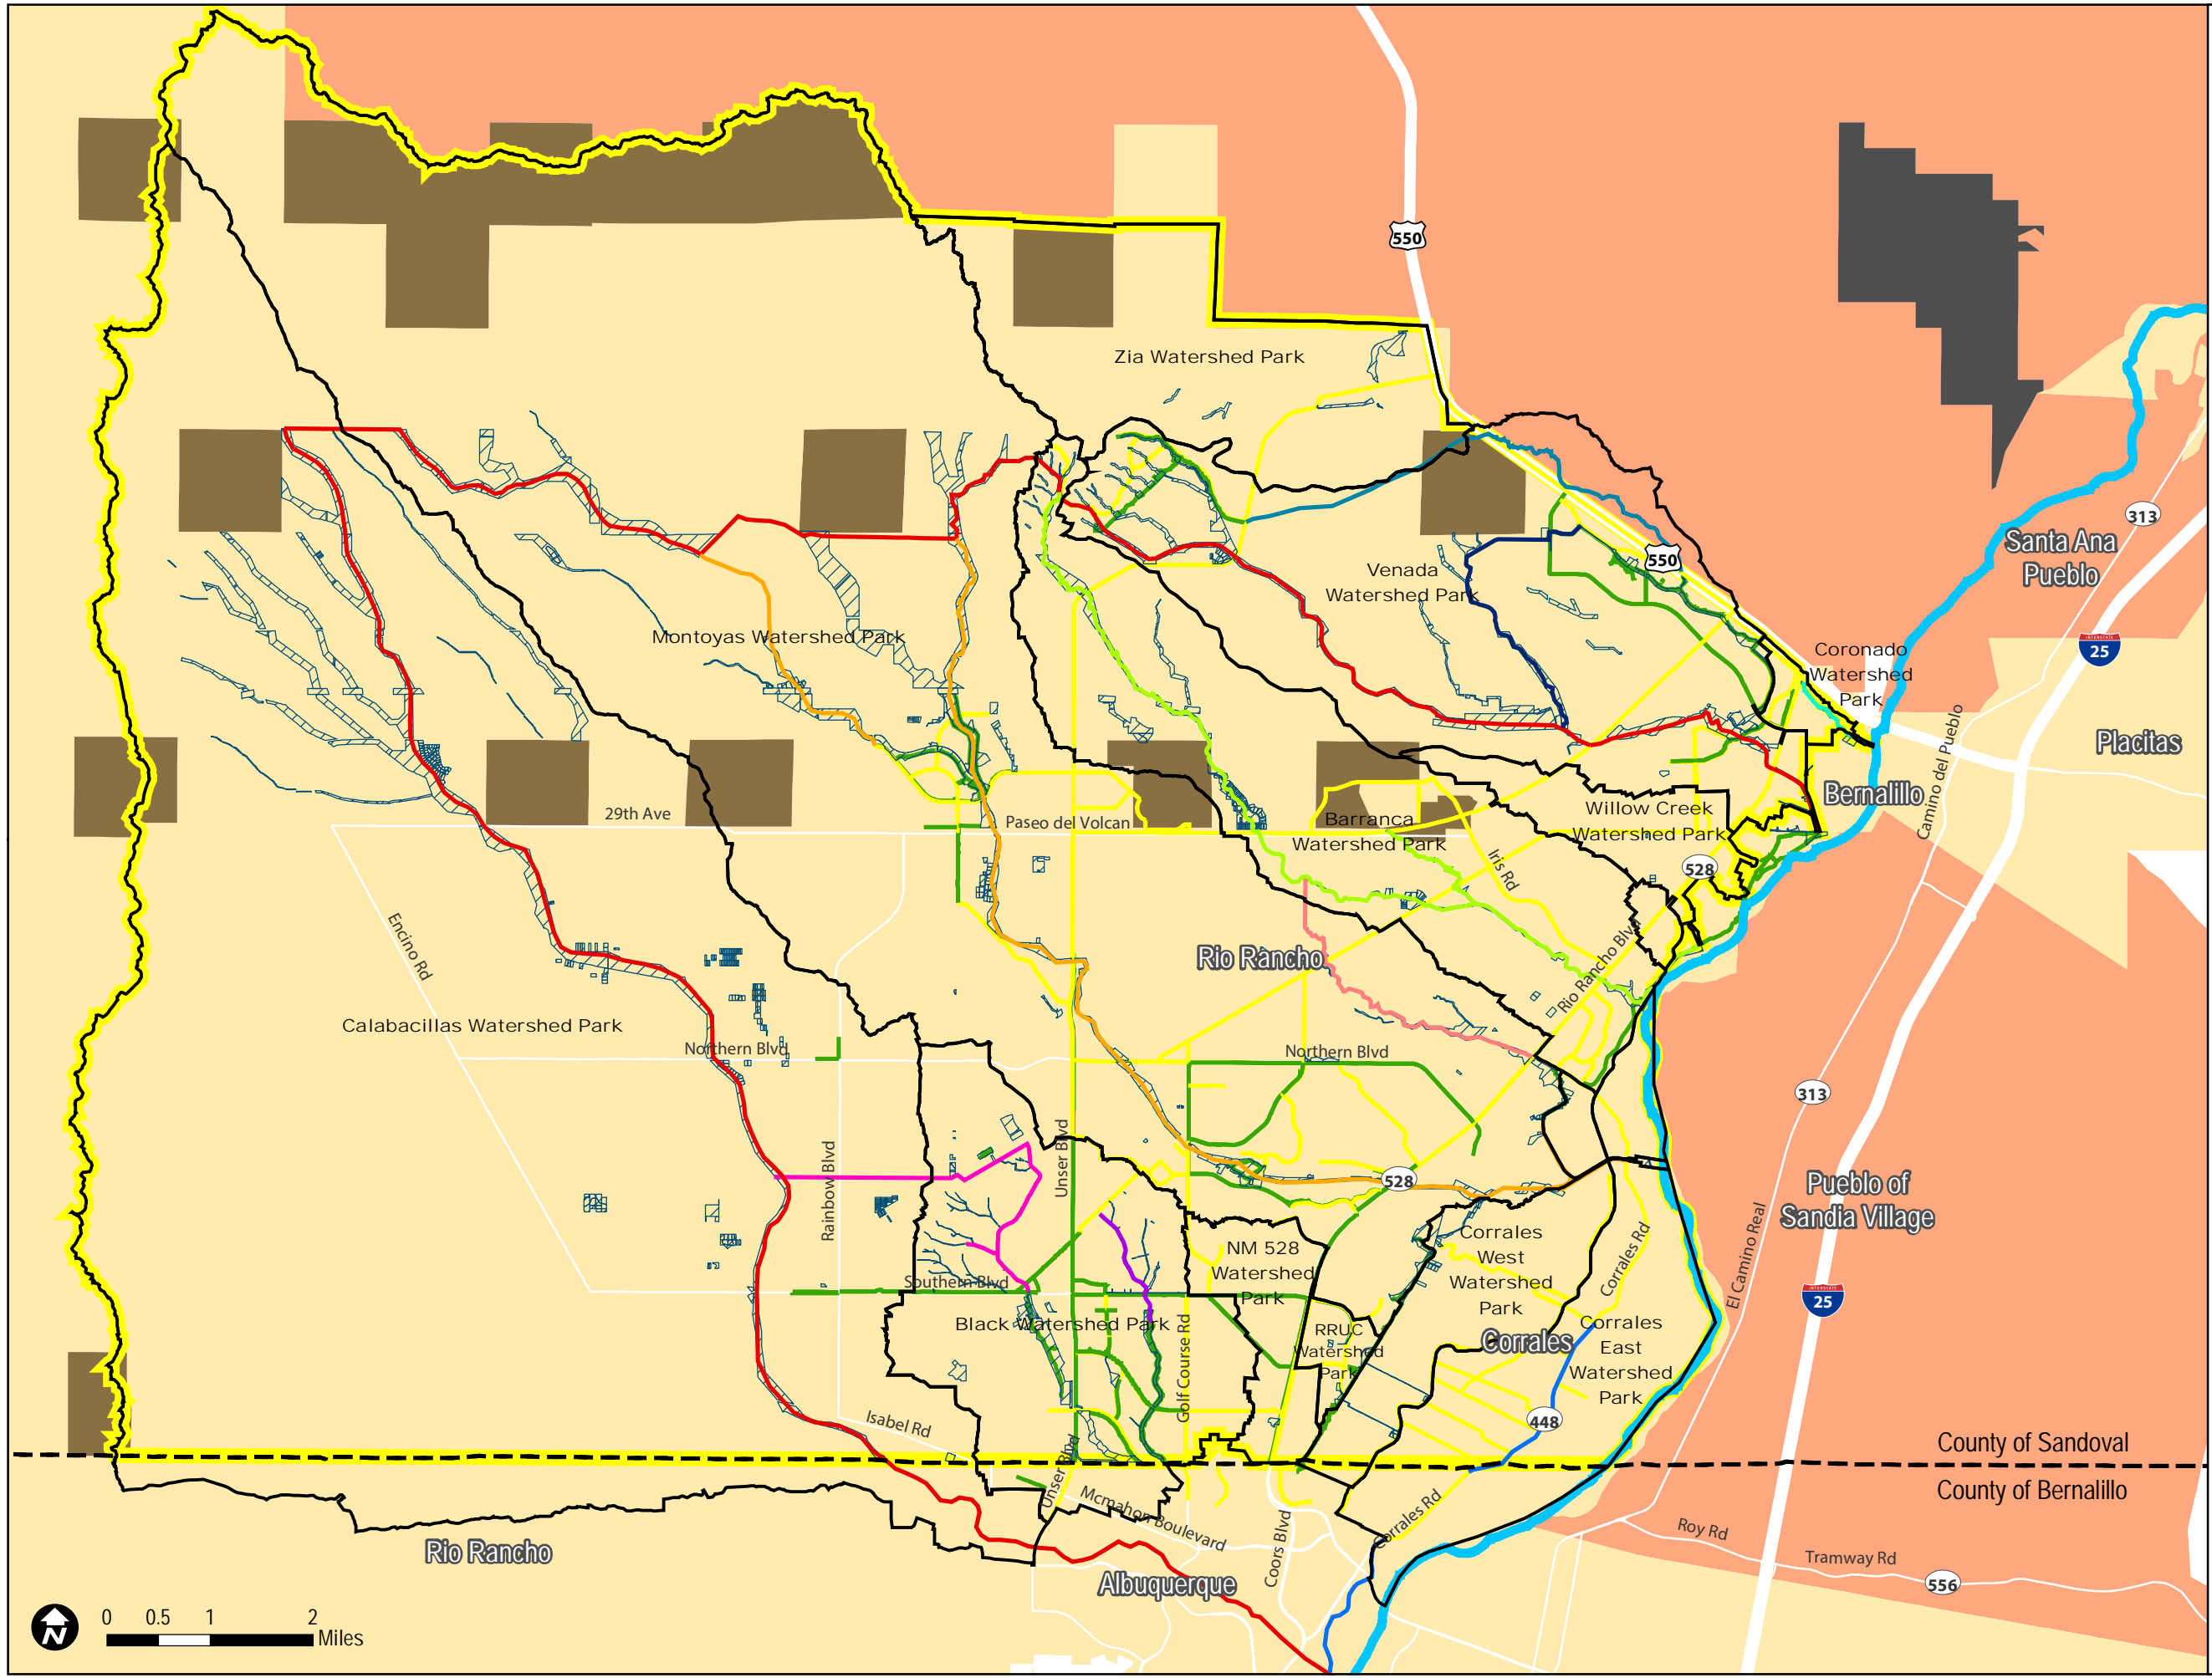 550
Zia Watershed Park
313
Santa Ana
Pueblo
550
Venada
Watershed Park
Montoyas Watershed Park
INTERSTATE
25
Coronado
Watershed
Park
Camino del Pueblo
Placitas
Bernalillo
29th Ave
Paseo del Volcan
Barranca
Watershed Park
Willow Creek
Watershed Park
Iris Rd
528
Encino Rd
Rio Rancho
Rio Rancho Blvd
Calabacillas Watershed Park
Northern Blvd
Northern Blvd
313
Unser Blvd
Rainbow Blvd
528
Pueblo of
Sandia Village
El Camino Real
NM 528
Watershed
Park
Corrales
West
Watershed
Park
Corrales Rd
Southern Blvd
INTERSTATE
25
Black Watershed Park
Golf Course Rd
RRUC
Watershed
Park
Corrales
Corrales
East
Watershed
Park
Isabel Rd
448
County of Sandoval
Unser Blvd
County of Bernalillo
Mcmahon Boulevard
Corrales Rd
Coors Blvd
Roy Rd
Rio Rancho
Tramway Rd
Albuquerque
556
N
0 0.5 1 2
Miles